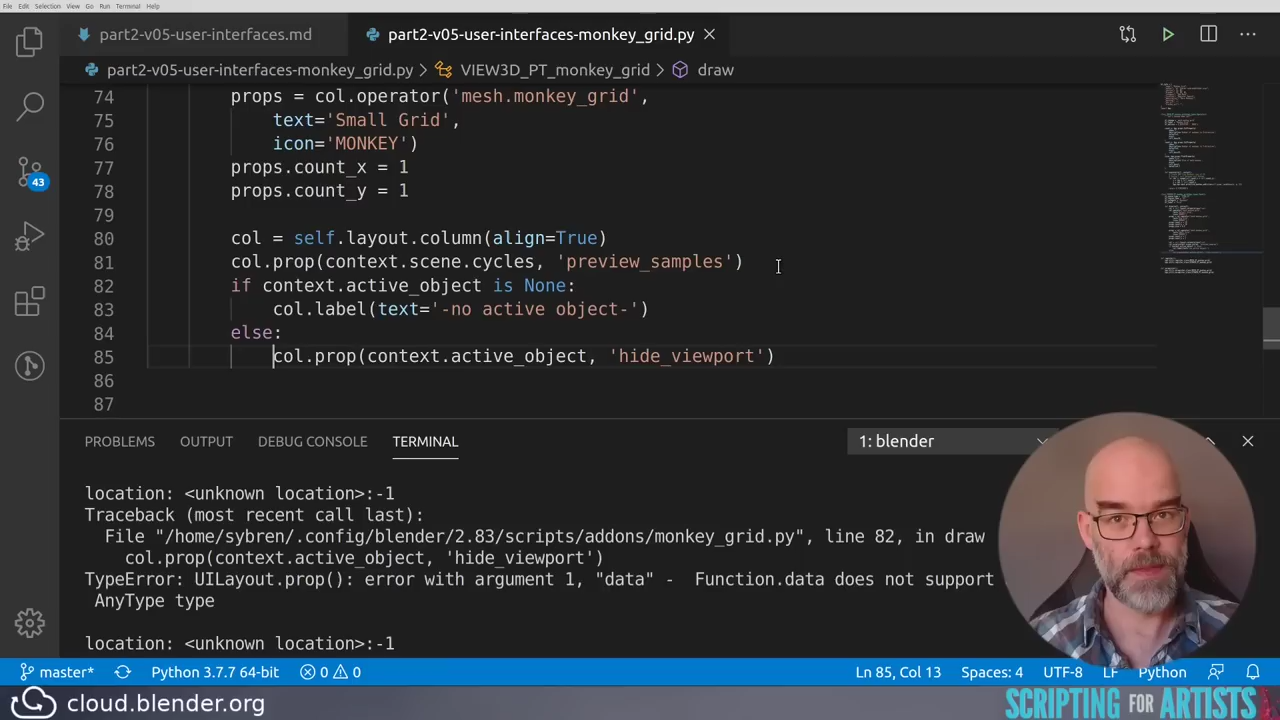 File Edit Selection View Go Run Terminal Help
part2-v05-user-interfaces.md
part2-v05-user-interfaces-monkey_grid.py
part2-v05-user-interfaces-monkey_grid.py > VIEW3D_PT_monkey_grid > draw
74 props = col.operator('mesh.monkey_grid',
75 text='Small Grid',
76 icon='MONKEY')
77 props.count_x = 1
78 props.count_y = 1
79
80 col = self.layout.column(align=True)
81 col.prop(context.scene.cycles, 'preview_samples')
82 if context.active_object is None:
83 col.label(text='-no active object-')
84 else:
85 col.prop(context.active_object, 'hide_viewport')
86
87
43
PROBLEMS OUTPUT DEBUG CONSOLE TERMINAL 1: blender
location: <unknown location>:-1
Traceback (most recent call last):
File "/home/sybren/.config/blender/2.83/scripts/addons/monkey_grid.py", line 82, in draw
col.prop(context.active_object, 'hide_viewport')
TypeError: UILayout.prop(): error with argument 1, "data" - Function.data does not support
AnyType type
location: <unknown location>:-1
master* Python 3.7.7 64-bit 0 0 Ln 85, Col 13 Spaces: 4 UTF-8 LF Python
cloud.blender.org
SCRIPTING FOR ARTISTS